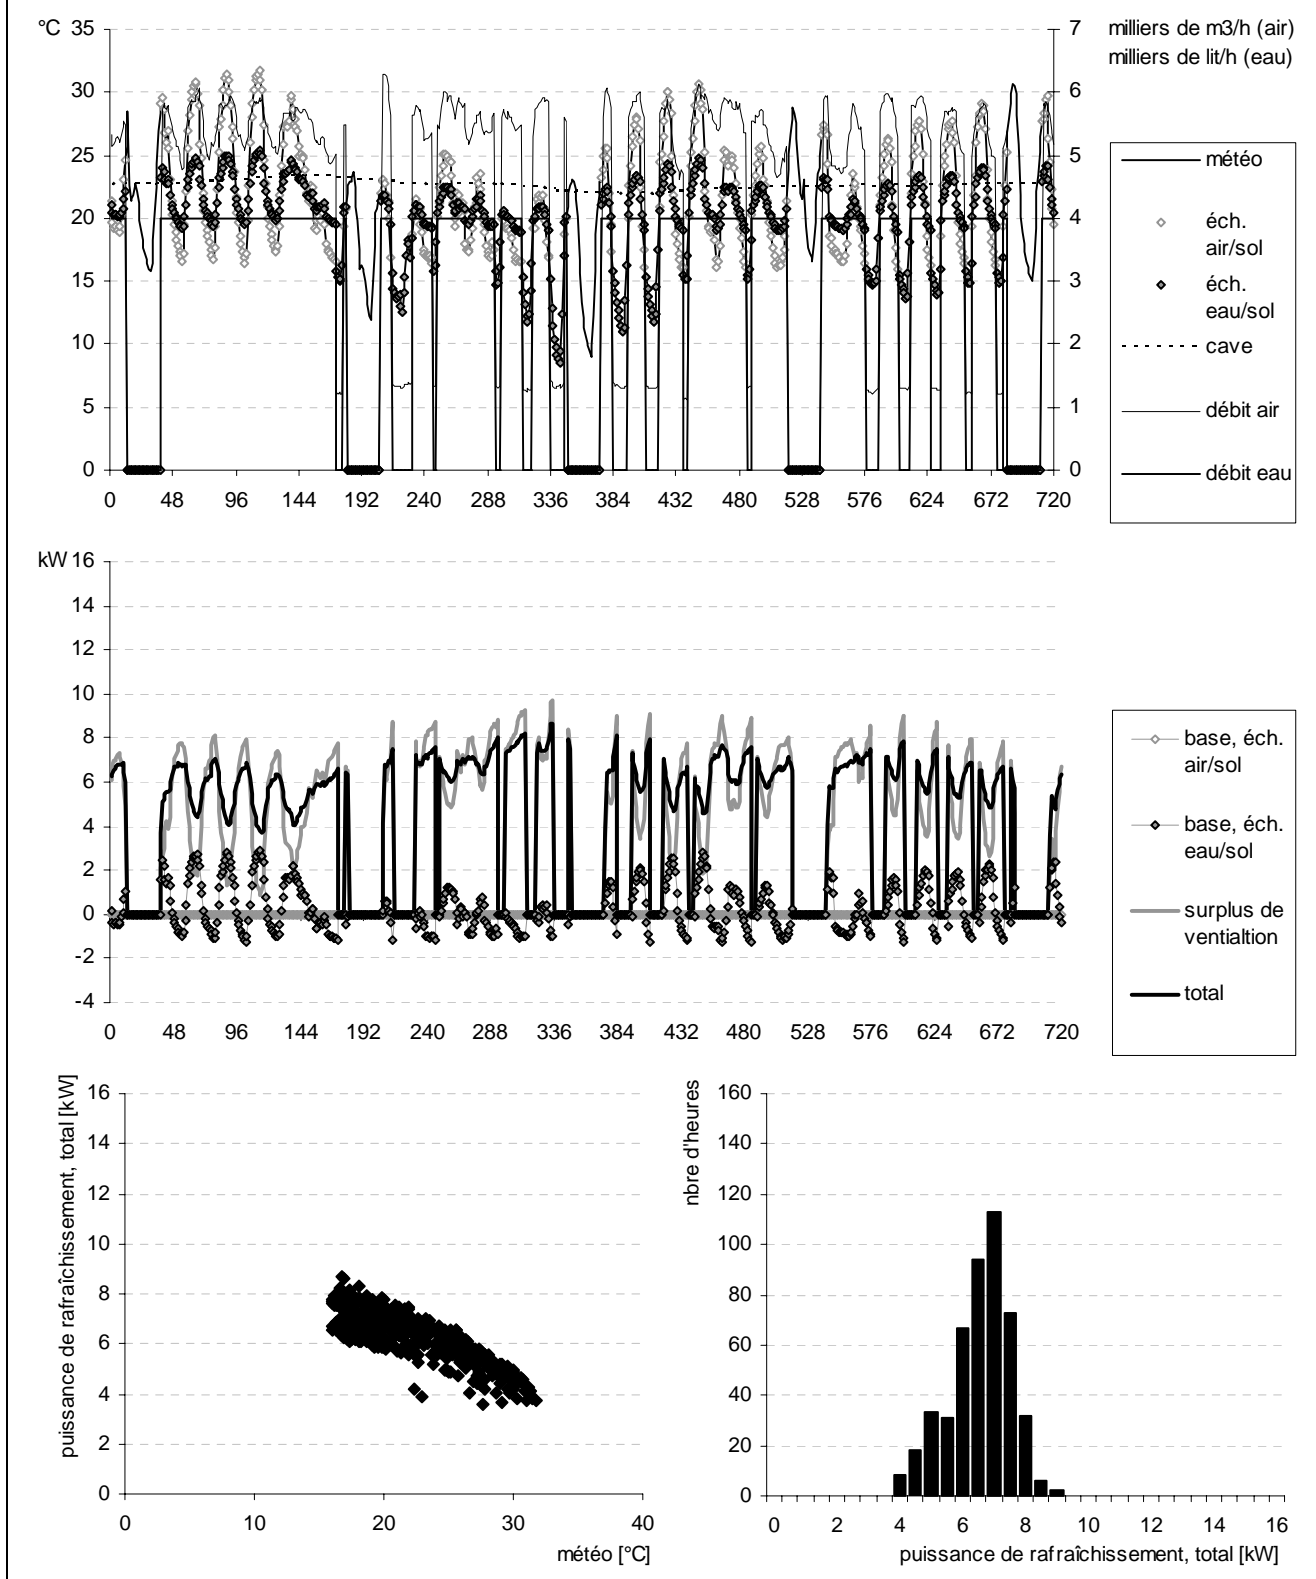 °C 35 7 milliers de m3/h (air)
milliers de lit/h (eau)
30 6
25 5
20 4
15 3
10 2
5 1
0 0
0 48 96 144 192 240 288 336 384 432 480 528 576 624 672 720
météo
éch.
air/sol
éch.
eau/sol
cave
débit air
débit eau
kW 16
14
12
10
8
6
4
2
0
-2
-4
0 48 96 144 192 240 288 336 384 432 480 528 576 624 672 720
base, éch.
air/sol
base, éch.
eau/sol
surplus de
ventialtion
total
puissance de rafraîchissement, total [kW]
16
14
12
10
8
6
4
2
0
0 10 20 30 40
météo [°C]
nbre d'heures
160
140
120
100
80
60
40
20
0
0 2 4 6 8 10 12 14 16
puissance de rafraîchissement, total [kW]